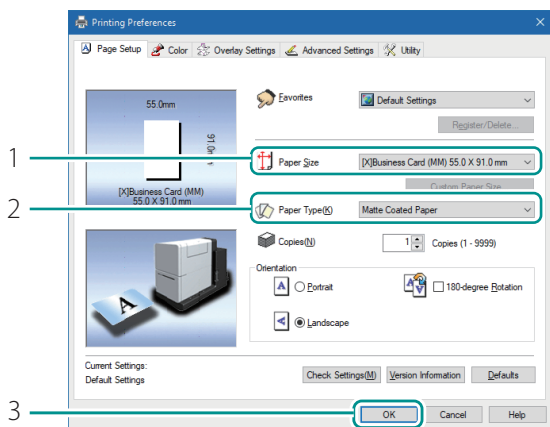 Printing Preferences
Page Setup Color Overlay Settings Advanced Settings Utility
55.0mm
91.0mm
[X]Business Card (MM)
55.0 X 91.0 mm
Favorites Default Settings
Register/Delete...
1 Paper Size [X]Business Card (MM) 55.0 X 91.0 mm
Custom Paper Size
2 Paper Type(K) Matte Coated Paper
Copies(N) 1 Copies (1 - 9999)
Orientation
A Portrait A 180-degree Rotation
A Landscape
A
Current Settings:
Default Settings
Check Settings(M) Version Information Defaults
3 OK Cancel Help